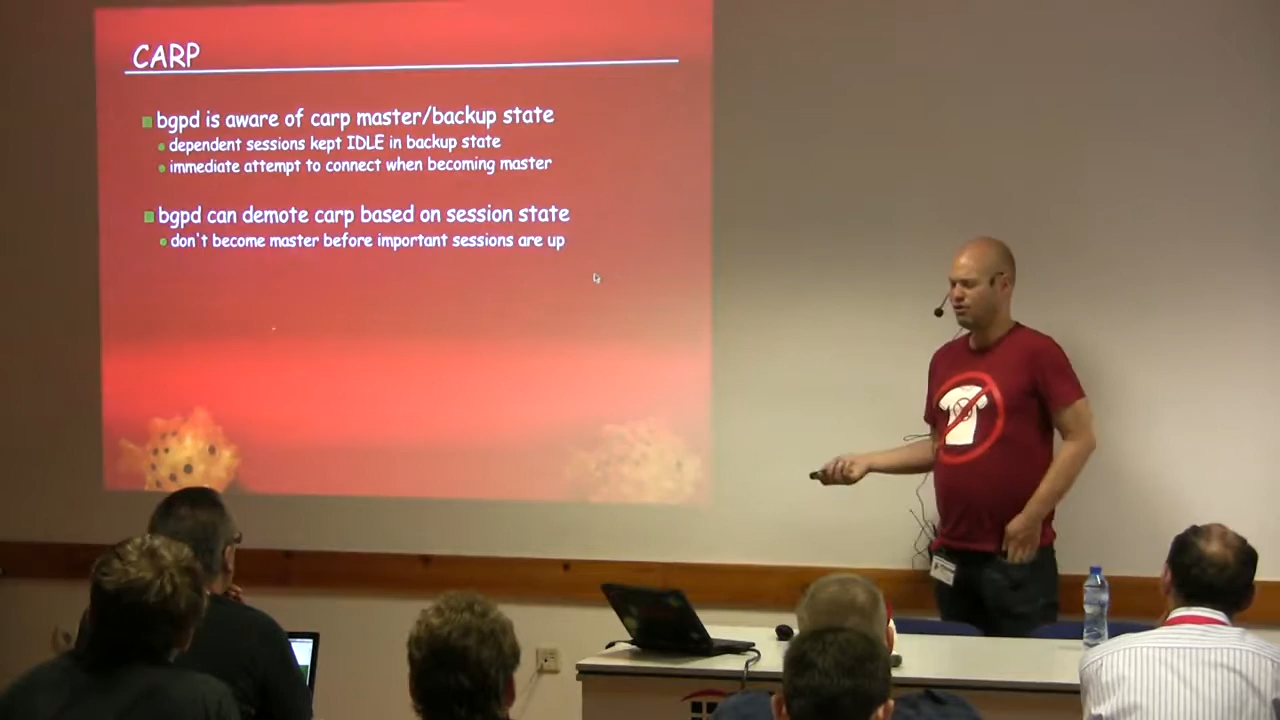 CARP
bgpd is aware of carp master/backup state
dependent sessions kept IDLE in backup state
immediate attempt to connect when becoming master
bgpd can demote carp based on session state
don't become master before important sessions are up